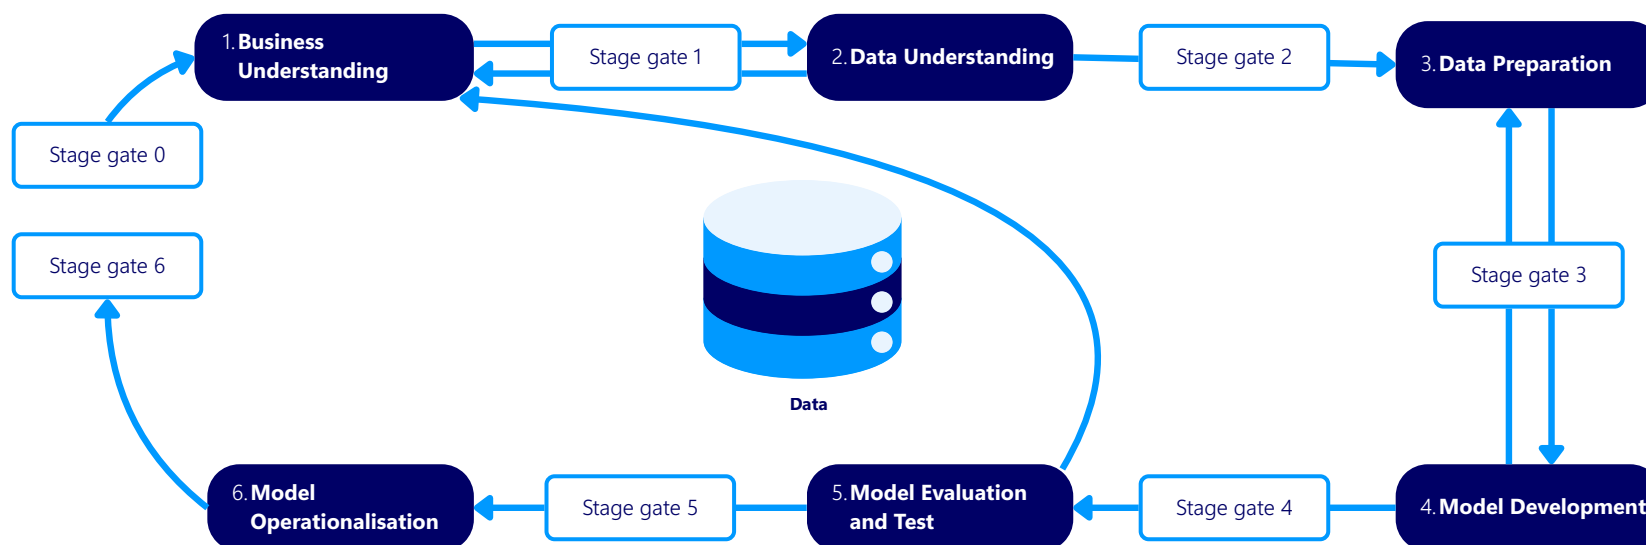 1. Business
Understanding
Stage gate 1
2. Data Understanding
Stage gate 2
3. Data Preparation
Stage gate 0
Stage gate 6
Stage gate 3
Data
6. Model
Operationalisation
Stage gate 5
5. Model Evaluation
and Test
Stage gate 4
4. Model Development